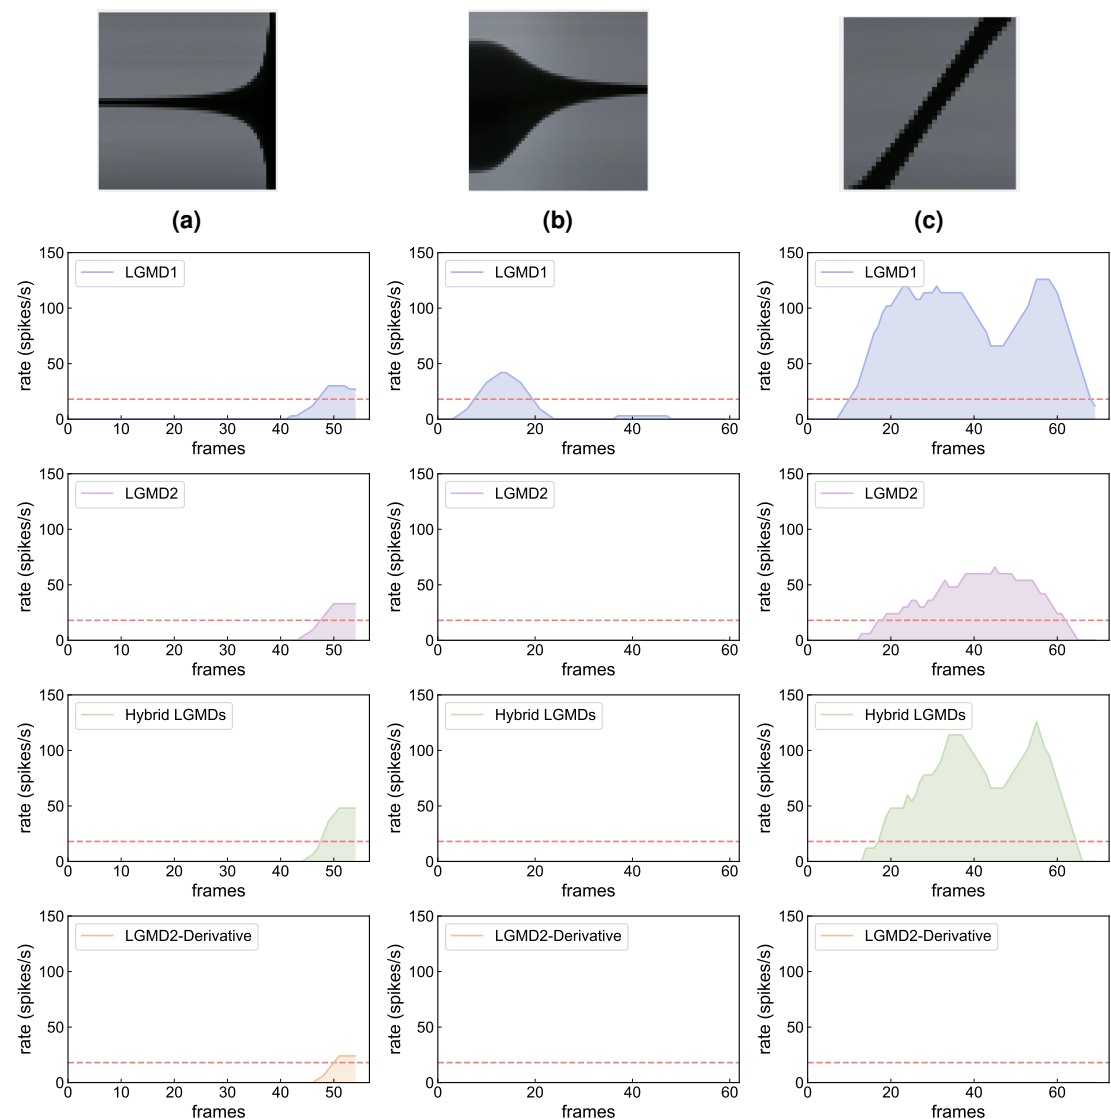 (a) (b) (c)
150 LGMD1 150 LGMD1 150 LGMD1
100 100 100
50 50 50
0 0 0
rate (spikes/s) rate (spikes/s) rate (spikes/s)
0 10 20 30 40 50 0 20 40 60 20 40 60
frames frames frames
150 LGMD2 150 LGMD2 150 LGMD2
100 100 100
50 50 50
0 0 0
rate (spikes/s) rate (spikes/s) rate (spikes/s)
0 10 20 30 40 50 0 20 40 60 0 20 40 60
frames frames frames
150 Hybrid LGMDs 150 Hybrid LGMDs 150 Hybrid LGMDs
100 100 100
50 50 50
0 0 0
rate (spikes/s) rate (spikes/s) rate (spikes/s)
0 10 20 30 40 50 0 20 40 60 0 20 40 60
frames frames frames
150 LGMD2-Derivative 150 LGMD2-Derivative 150 LGMD2-Derivative
100 100 100
50 50 50
0 0 0
rate (spikes/s) rate (spikes/s) rate (spikes/s)
0 10 20 30 40 50 0 20 40 60 0 20 40 60
frames frames frames